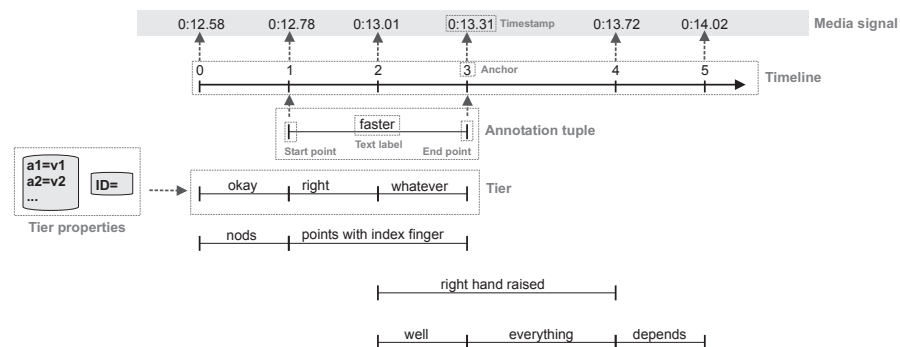 0:12.58 0:12.78 0:13.01 0:13.31 Timestamp 0:13.72 0:14.02 Media signal
0 1 2 3 Anchor 4 5 Timeline
faster Annotation tuple
Start point Text label End point
a1=v1
a2=v2
...
ID=
okay right whatever Tier
Tier properties
nods points with index finger
right hand raised
well everything depends